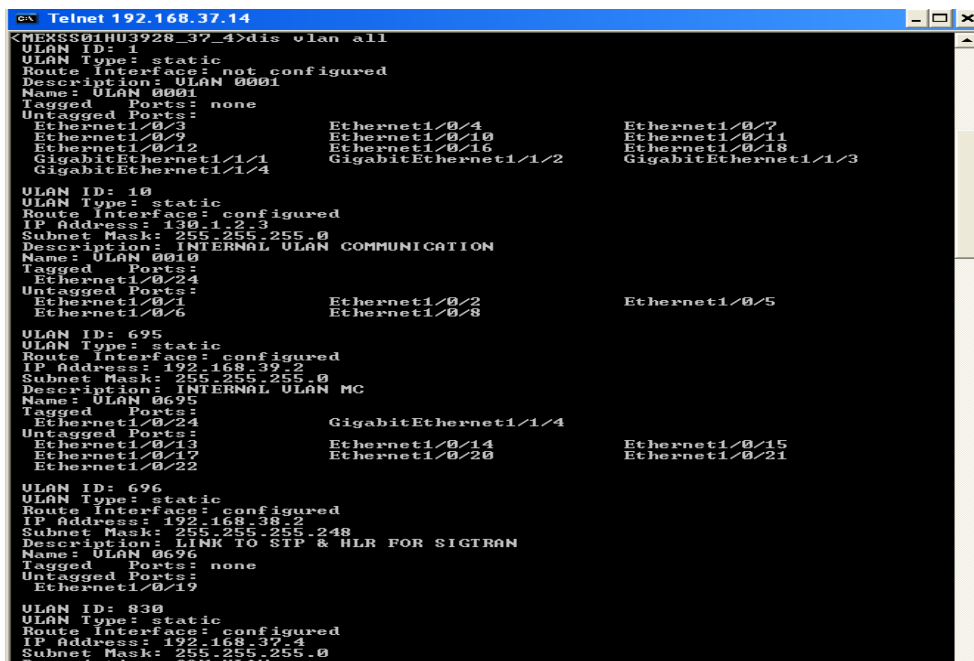 Telnet 192.168.37.14
<MEXSS01HU3928_37_4>dis vlan all
VLAN ID: 1
VLAN Type: static
Route Interface: not configured
Description: VLAN 0001
Name: VLAN 0001
Tagged Ports: none
Untagged Ports:
Ethernet1/0/3 Ethernet1/0/4 Ethernet1/0/7
Ethernet1/0/9 Ethernet1/0/10 Ethernet1/0/11
Ethernet1/0/12 Ethernet1/0/16 Ethernet1/0/18
GigabitEthernet1/1/1 GigabitEthernet1/1/2 GigabitEthernet1/1/3
GigabitEthernet1/1/4
VLAN ID: 10
VLAN Type: static
Route Interface: configured
IP Address: 130.1.2.3
Subnet Mask: 255.255.255.0
Description: INTERNAL VLAN COMMUNICATION
Name: VLAN 0010
Tagged Ports:
Ethernet1/0/24
Untagged Ports:
Ethernet1/0/1 Ethernet1/0/2 Ethernet1/0/5
Ethernet1/0/6 Ethernet1/0/8
VLAN ID: 695
VLAN Type: static
Route Interface: configured
IP Address: 192.168.39.2
Subnet Mask: 255.255.255.0
Description: INTERNAL VLAN MC
Name: VLAN 0695
Tagged Ports:
Ethernet1/0/24 GigabitEthernet1/1/4
Untagged Ports:
Ethernet1/0/13 Ethernet1/0/14 Ethernet1/0/15
Ethernet1/0/17 Ethernet1/0/20 Ethernet1/0/21
Ethernet1/0/22
VLAN ID: 696
VLAN Type: static
Route Interface: configured
IP Address: 192.168.38.2
Subnet Mask: 255.255.255.248
Description: LINK TO STP & HLR FOR SIGTRAN
Name: VLAN 0696
Tagged Ports: none
Untagged Ports:
Ethernet1/0/19
VLAN ID: 830
VLAN Type: static
Route Interface: configured
IP Address: 192.168.37.4
Subnet Mask: 255.255.255.0